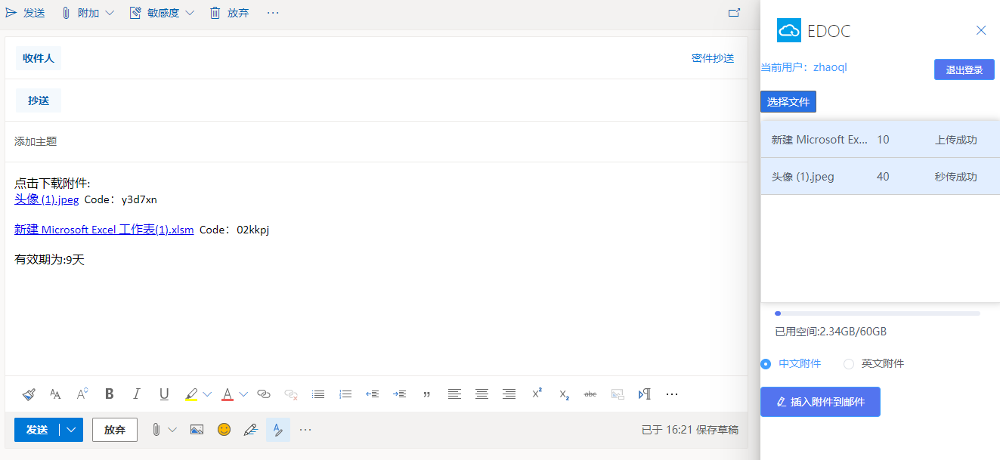 发送 附加 敏感度 放弃 ···
收件人 密件抄送
抄送
添加主题
点击下载附件:
头像 (1).jpeg Code：y3d7xn
新建 Microsoft Excel 工作表(1).xlsm Code：02kkpj
有效期为:9天
B I U A abc
发送 放弃 已于 16:21 保存草稿
EDOC
当前用户：zhaoql 退出登录
选择文件
新建 Microsoft Ex... 10 上传成功
头像 (1).jpeg 40 秒传成功
已用空间:2.34GB/60GB
中文附件 英文附件
插入附件到邮件